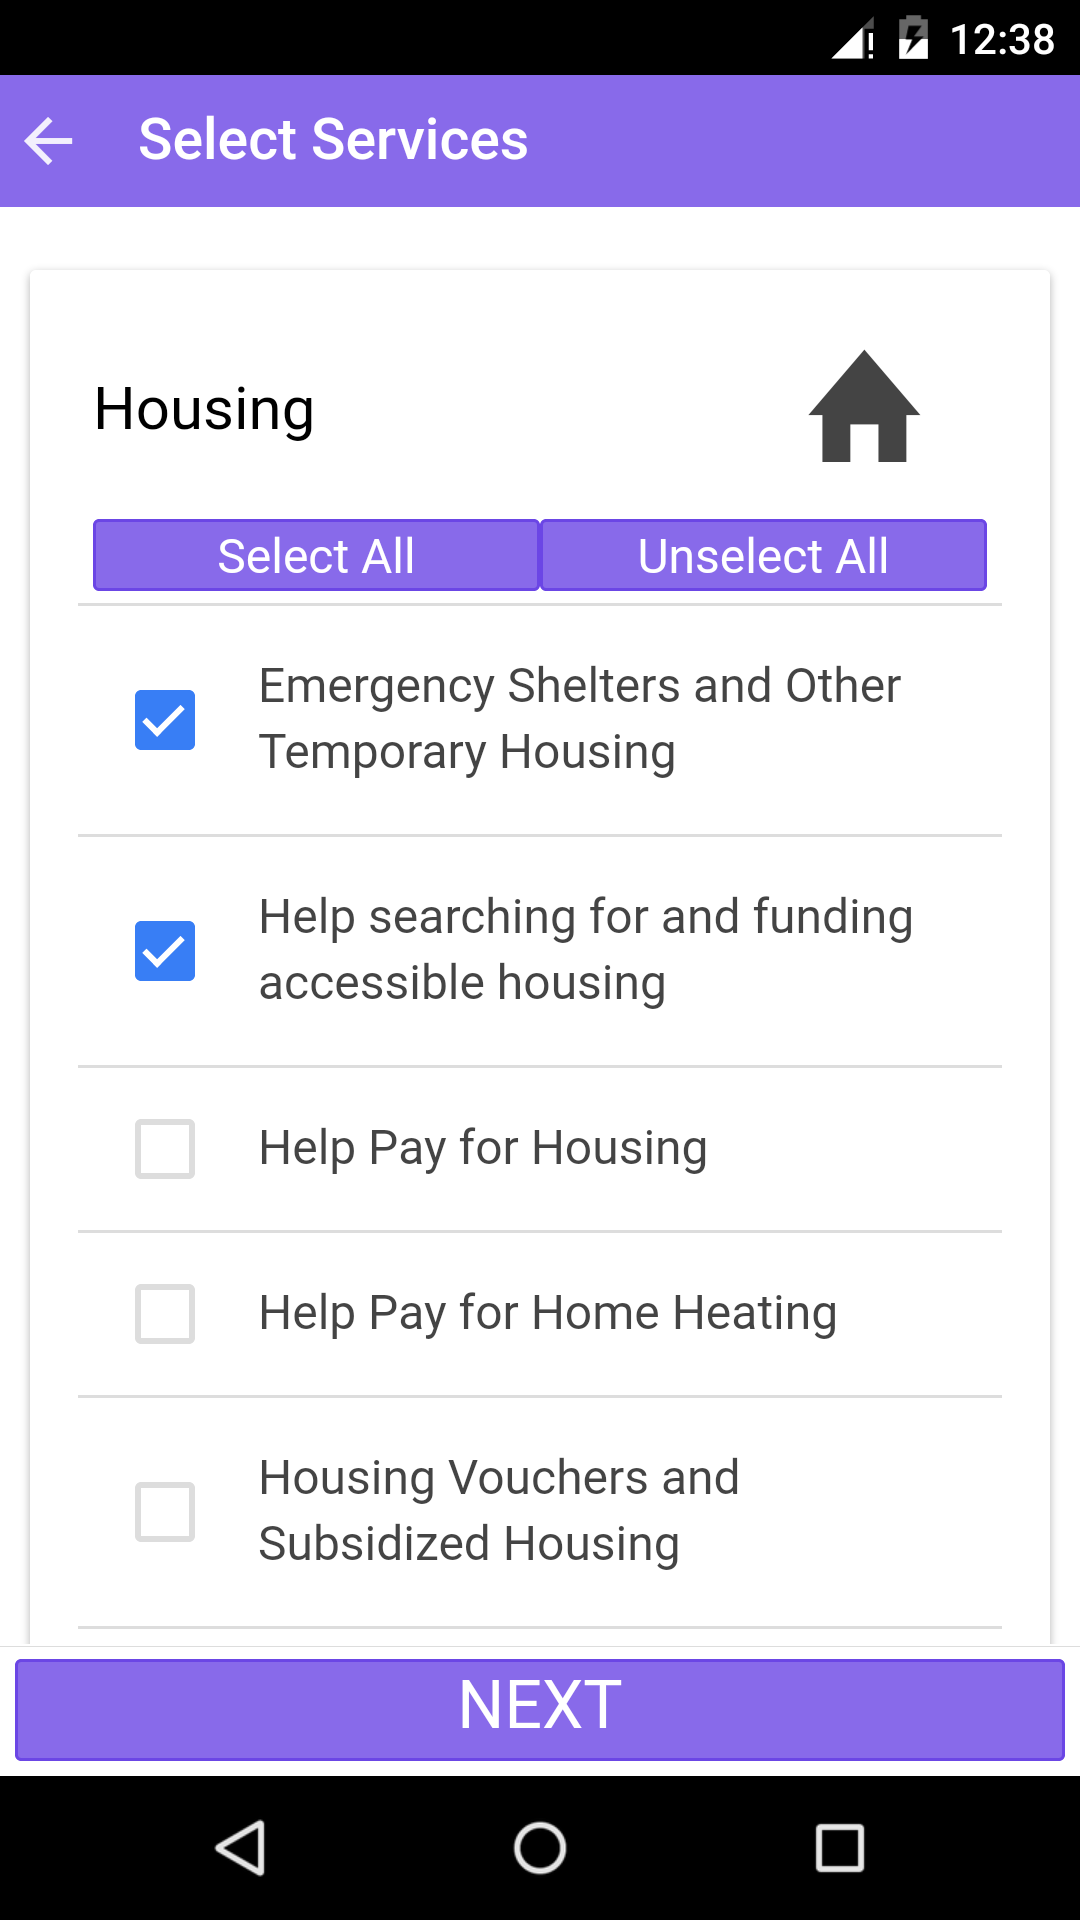 12:38
Select Services
Housing
Select All
Unselect All
Emergency Shelters and Other
Temporary Housing
Help searching for and funding
accessible housing
Help Pay for Housing
Help Pay for Home Heating
Housing Vouchers and
Subsidized Housing
NEXT